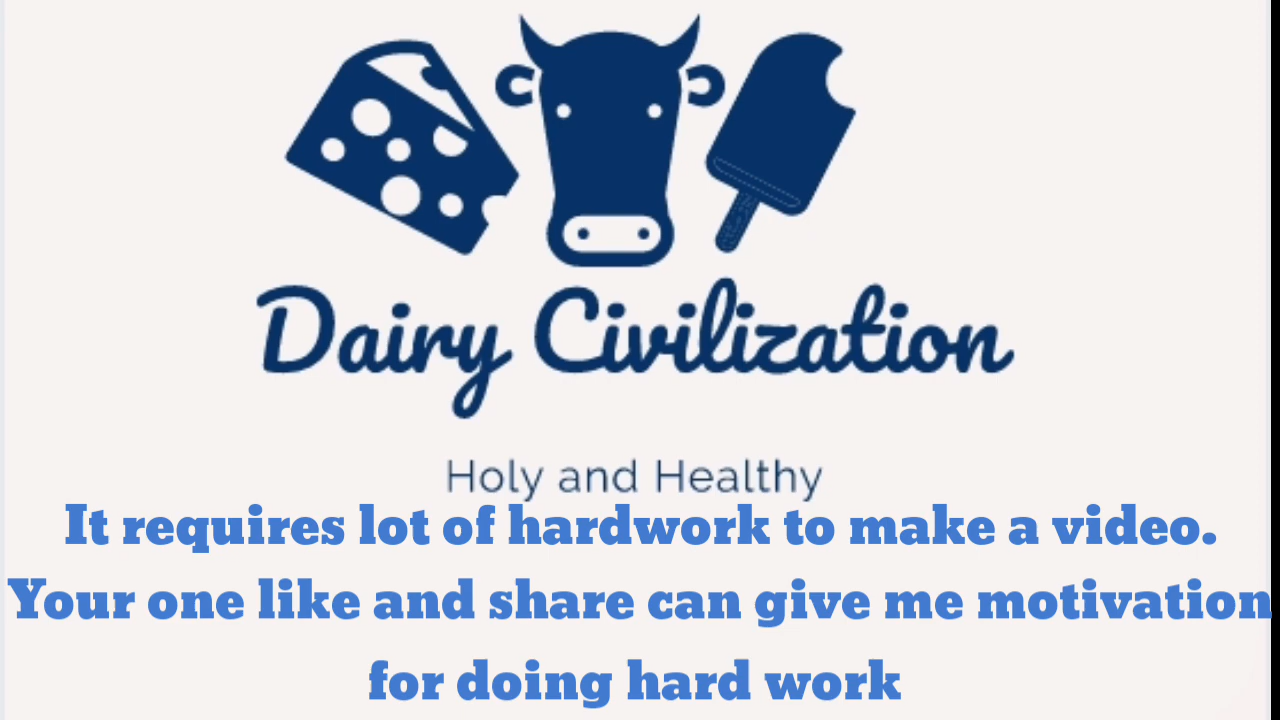 Dairy Civilization
Holy and Healthy
It requires lot of hardwork to make a video.
Your one like and share can give me motivation
for doing hard work